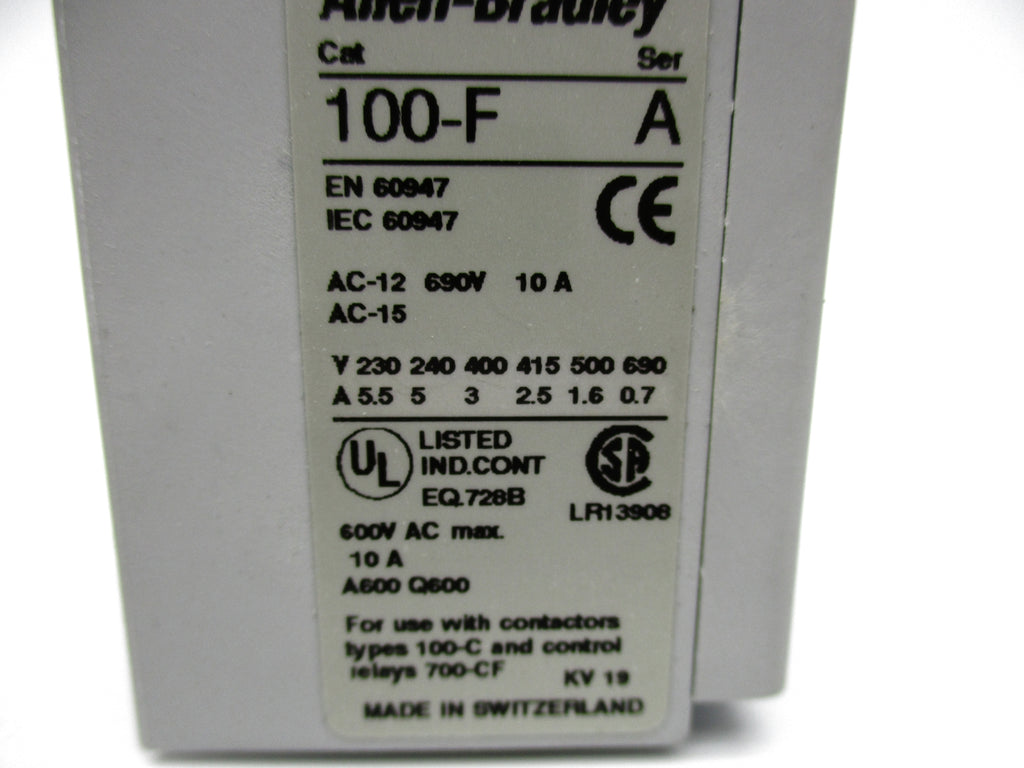 Allen-Bradley
Cat Ser
100-F A
EN 60947
IEC 60947
CE
AC-12 690V 10 A
AC-15
V 230 240 400 415 500 690
A 5.5 5 3 2.5 1.6 0.7
UL LISTED
IND.CONT
EQ.728B
SA
LR13908
600V AC max.
10 A
A600 Q600
For use with contactors
types 100-C and control
relays 700-CF
KV 19
MADE IN SWITZERLAND